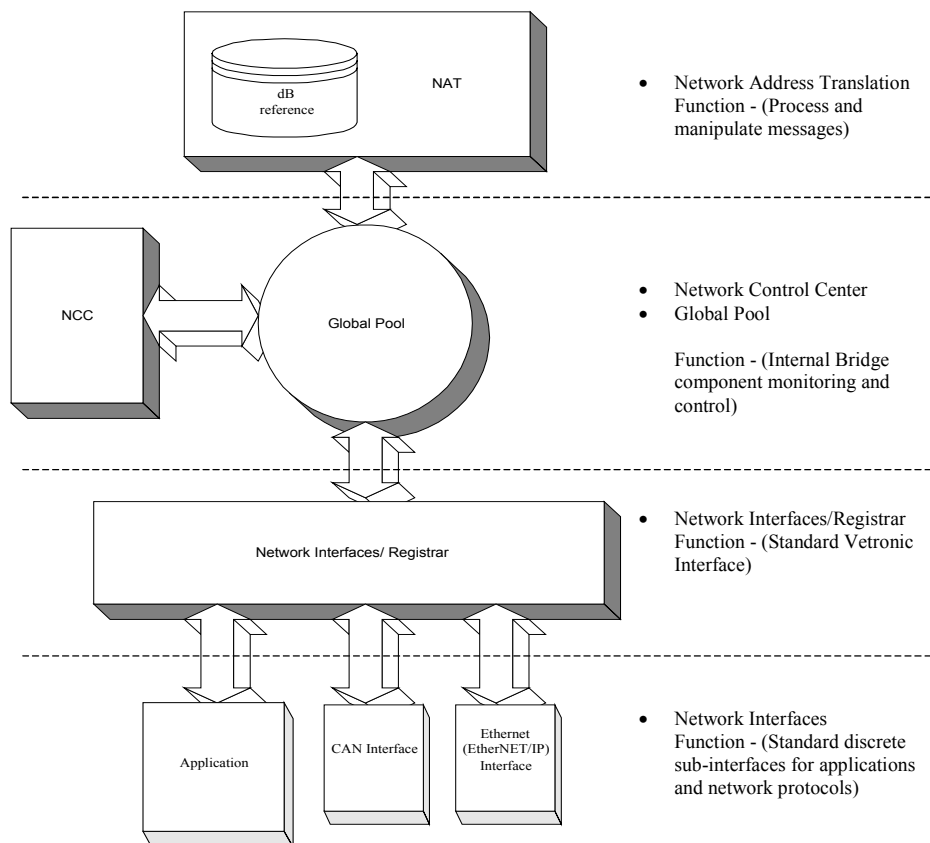 dB
reference
NAT
• Network Address Translation
Function - (Process and
manipulate messages)
NCC
Global Pool
• Network Control Center
• Global Pool
Function - (Internal Bridge
component monitoring and
control)
Network Interfaces/ Registrar
• Network Interfaces/Registrar
Function - (Standard Vetronic
Interface)
Application
CAN Interface
Ethernet
(EtherNET/IP)
Interface
• Network Interfaces
Function - (Standard discrete
sub-interfaces for applications
and network protocols)